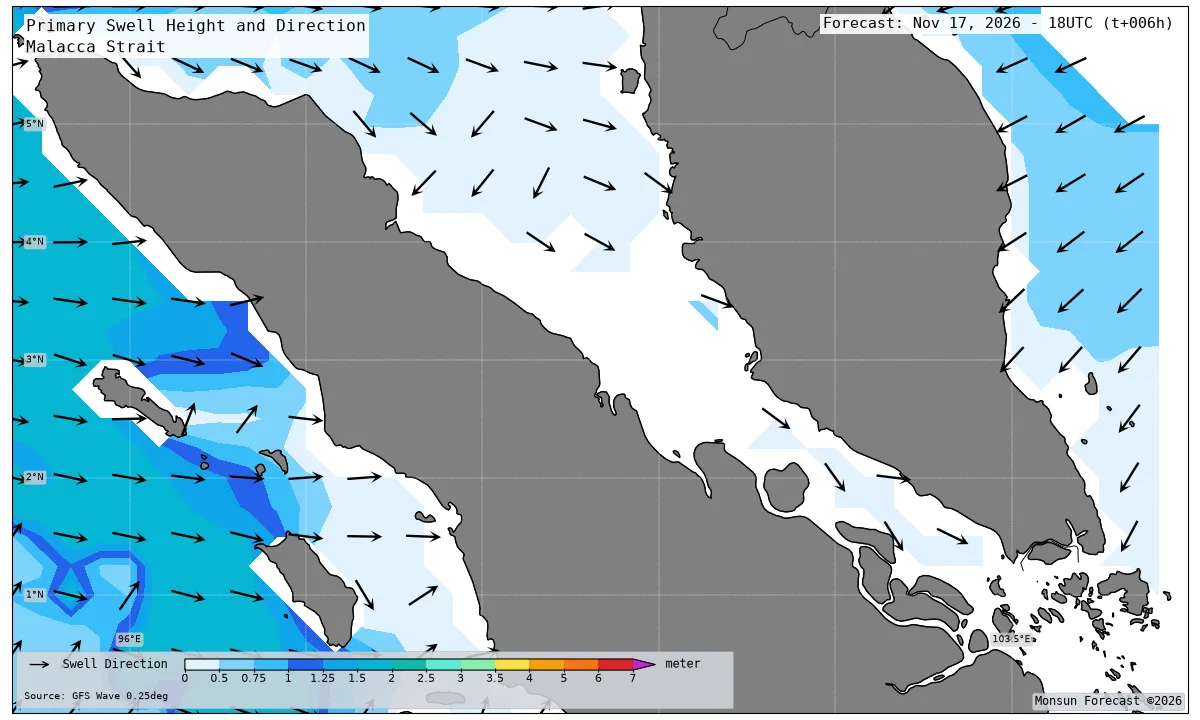 Primary Swell Height and Direction
Malacca Strait
Forecast: Nov 17, 2026 - 18UTC (t+006h)
5°N
4°N
3°N
2°N
1°N
96°E
103.5°E
Swell Direction
meter
0 0.5 0.75 1 1.25 1.5 2 2.5 3 3.5 4 5 6 7
Source: GFS Wave 0.25deg
Monsun Forecast ©2026